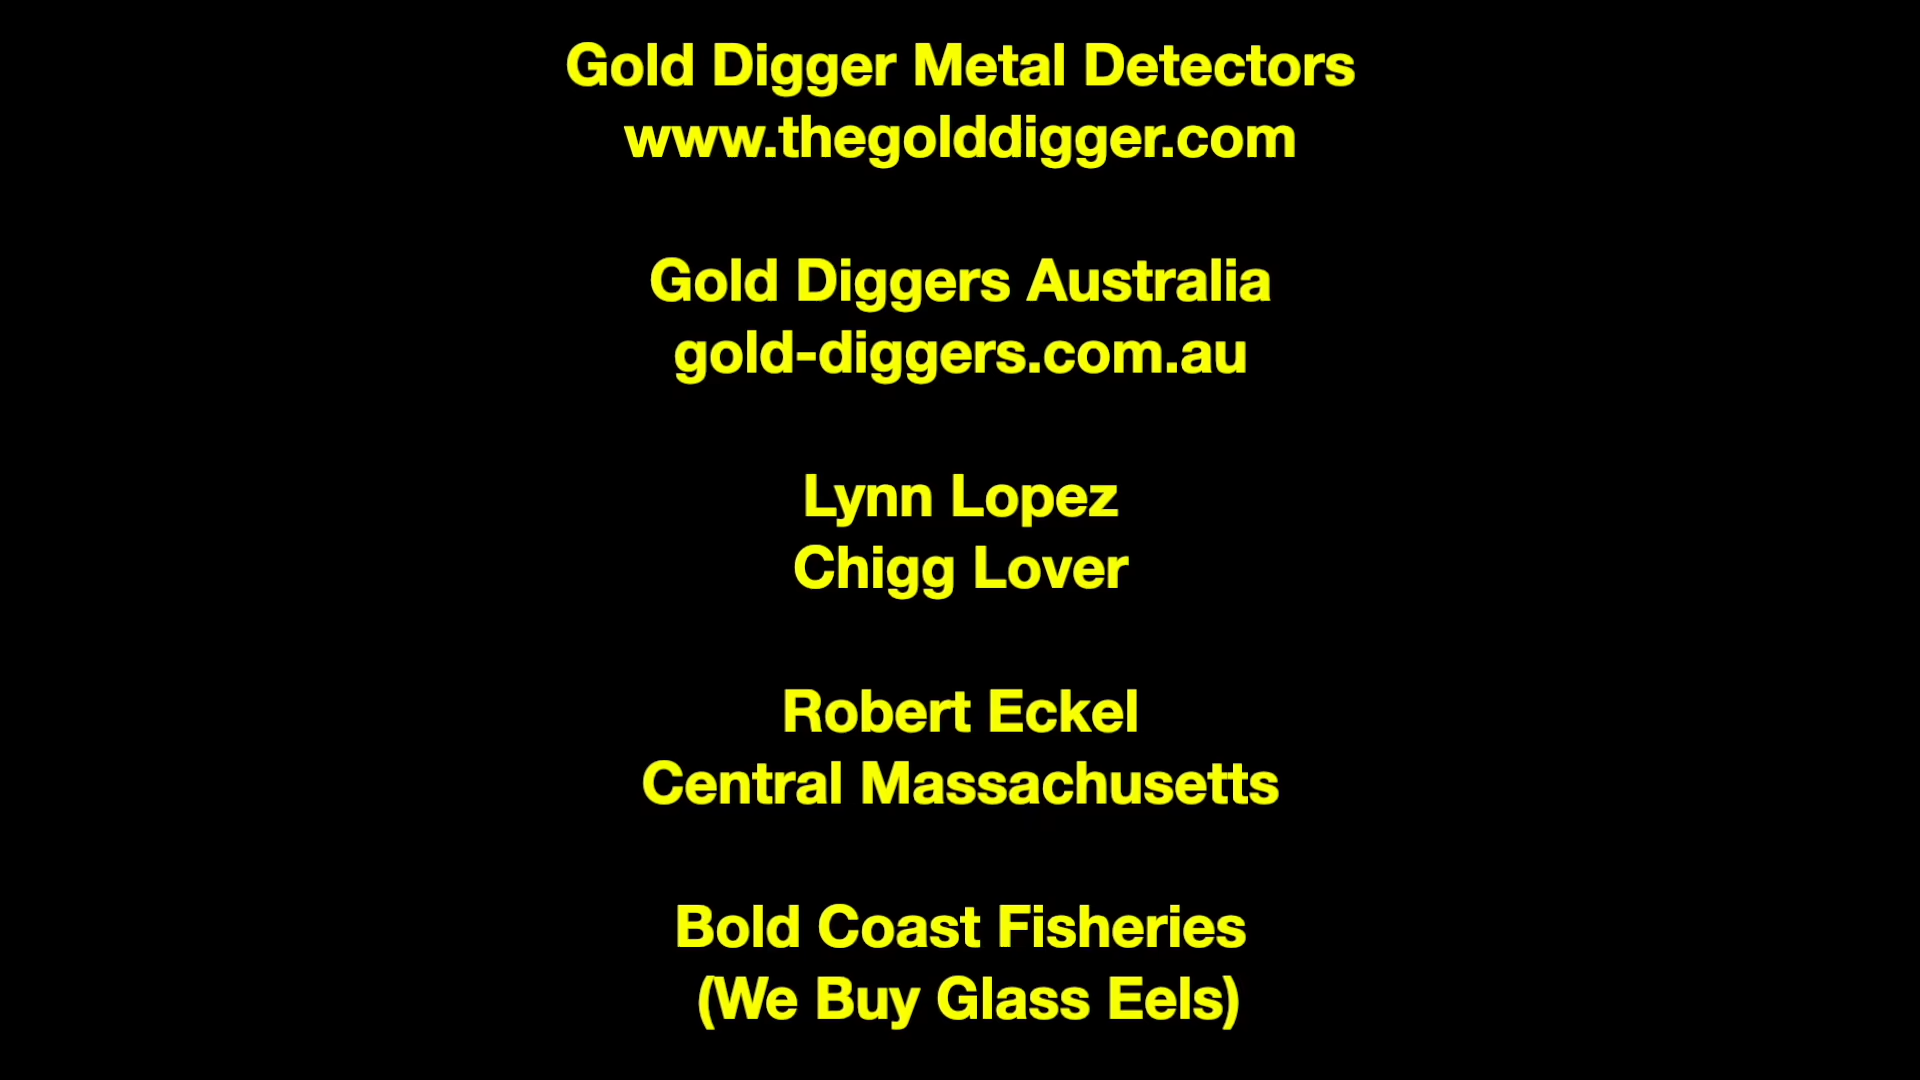 Gold Digger Metal Detectors
www.thegolddigger.com
Gold Diggers Australia
gold-diggers.com.au
Lynn Lopez
Chigg Lover
Robert Eckel
Central Massachusetts
Bold Coast Fisheries
(We Buy Glass Eels)